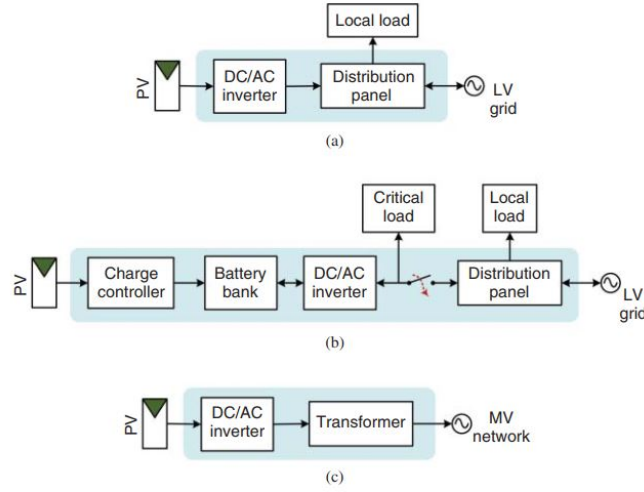 Local
load
PV
DC/AC
inverter
Distribution
panel
LV
grid
(a)
Critical
load
Local
load
PV
Charge
controller
Battery
bank
DC/AC
inverter
Distribution
panel
LV
grid
(b)
PV
DC/AC
inverter
Transformer
MV
network
(c)